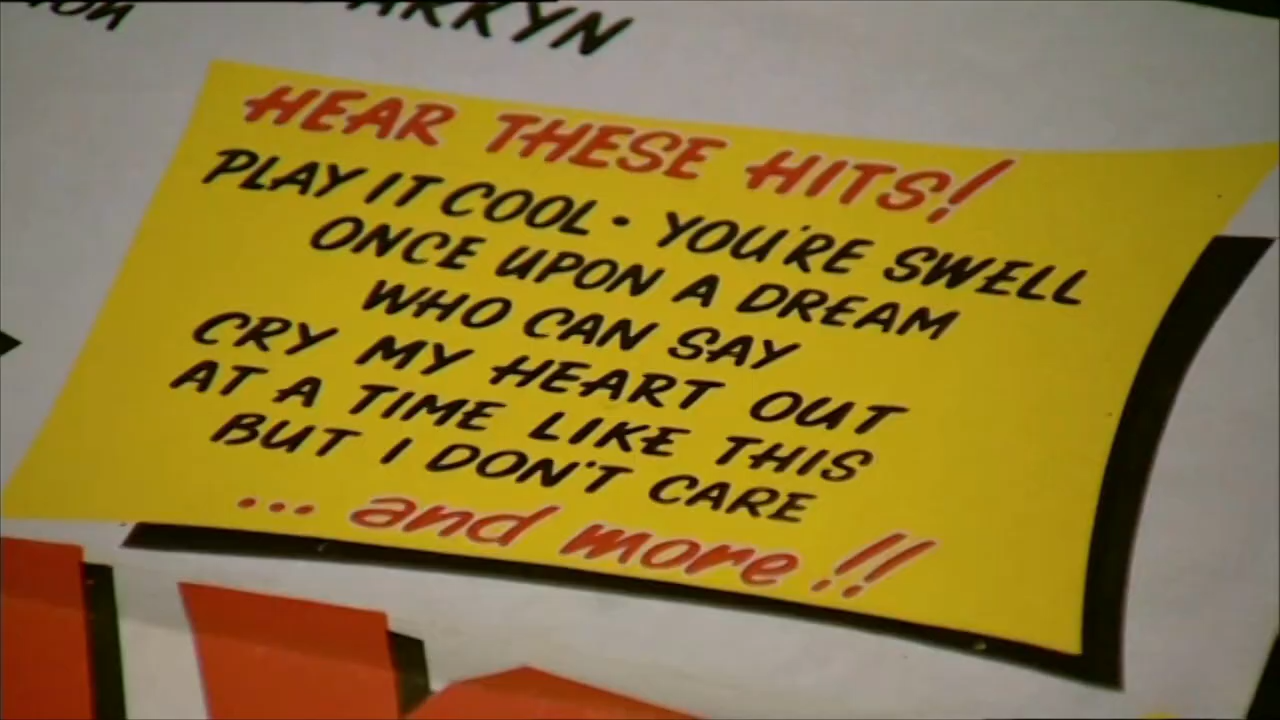 HEAR THESE HITS!
PLAY IT COOL • YOU'RE SWELL
ONCE UPON A DREAM
WHO CAN SAY
CRY MY HEART OUT
AT A TIME LIKE THIS
BUT I DON'T CARE
... and more!!